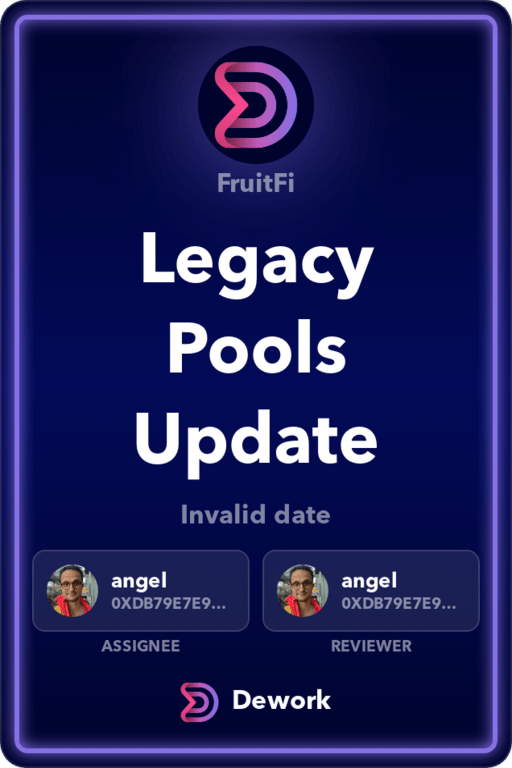 FruitFi
Legacy
Pools
Update
Invalid date
angel
0XDB79E7E9...
angel
0XDB79E7E9...
ASSIGNEE
REVIEWER
Dework